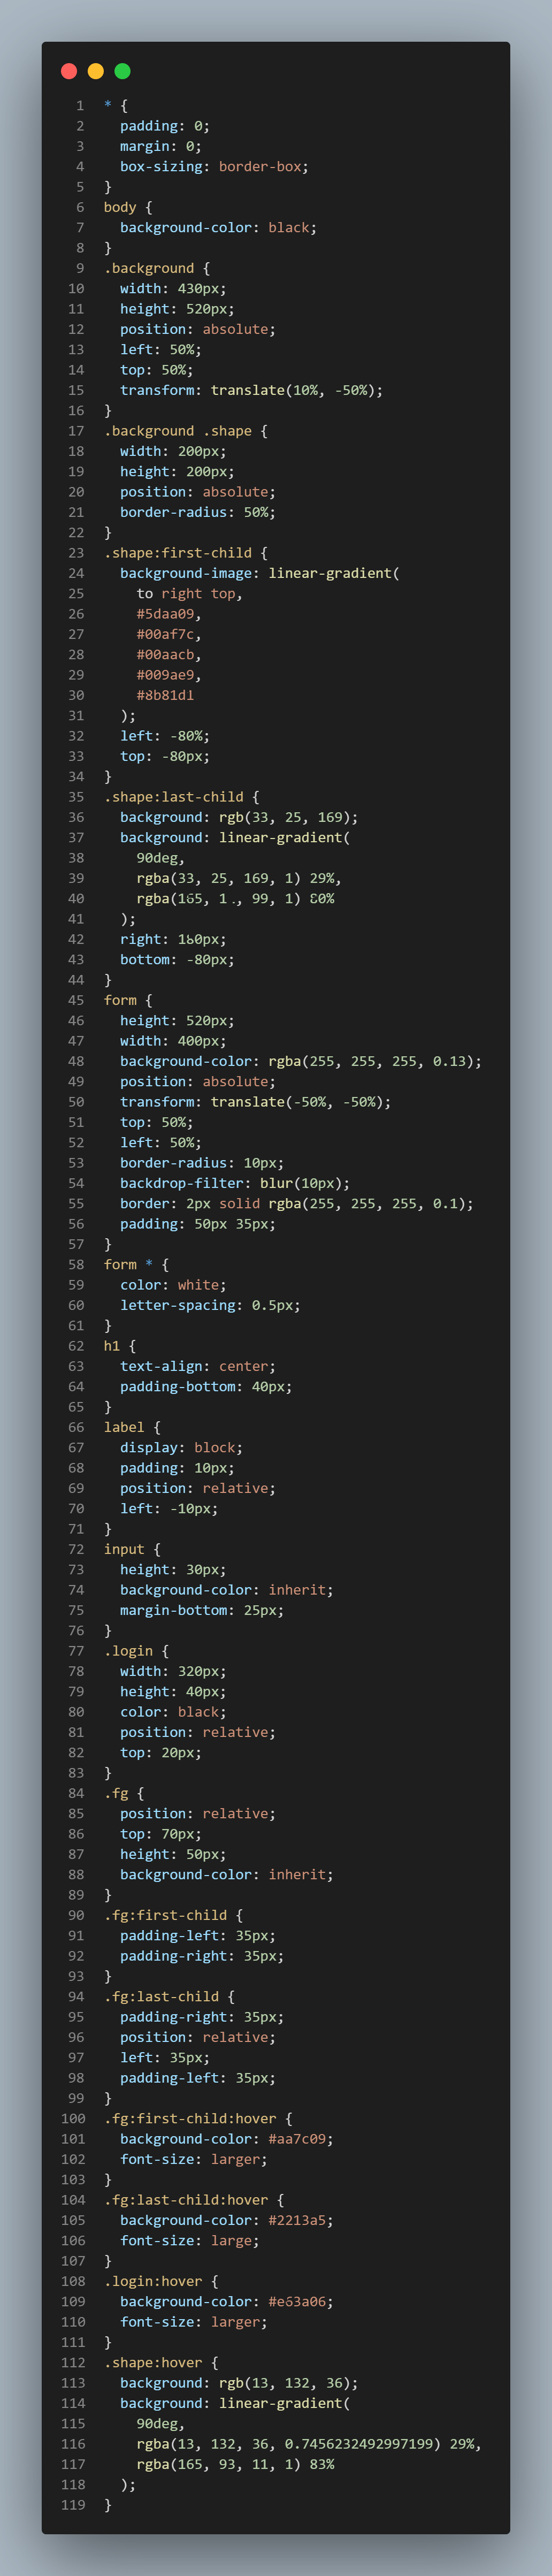 1 * {
2 padding: 0;
3 margin: 0;
4 box-sizing: border-box;
5 }
6 body {
7 background-color: black;
8 }
9 .background {
10 width: 430px;
11 height: 520px;
12 position: absolute;
13 left: 50%;
14 top: 50%;
15 transform: translate(10%, -50%);
16 }
17 .background .shape {
18 width: 200px;
19 height: 200px;
20 position: absolute;
21 border-radius: 50%;
22 }
23 .shape:first-child {
24 background-image: linear-gradient(
25 to right top,
26 #5daa09,
27 #00af7c,
28 #00aacb,
29 #009ae9,
30 #8b81d1
31 );
32 left: -80%;
33 top: -80px;
34 }
35 .shape:last-child {
36 background: rgb(33, 25, 169);
37 background: linear-gradient(
38 90deg,
39 rgba(33, 25, 169, 1) 29%,
40 rgba(165, 99, 1) 80%
41 );
42 right:
43 bottom: -80px;
44 }
45 form {
46 height: 520px;
47 width: 400px;
48 background-color: rgba(255, 255, 255, 0.13);
49 position: absolute;
50 transform: translate(-50%, -50%);
51 top: 50%;
52 left: 50%;
53 border-radius: 10px;
54 backdrop-filter: blur(10px);
55 border: 2px solid rgba(255, 255, 255, 0.1);
56 padding: 50px 35px;
57 }
58 form * {
59 color: white;
60 letter-spacing: 0.5px;
61 }
62 h1 {
63 text-align: center;
64 padding-bottom: 40px;
65 }
66 label {
67 display: block;
68 padding: 10px;
69 position: relative;
70 left: -10px;
71 }
72 input {
73 height: 30px;
74 background-color: inherit;
75 margin-bottom: 25px;
76 }
77 .login {
78 width: 320px;
79 height: 40px;
80 color: black;
81 position: relative;
82 top: 20px;
83 }
84 .fg {
85 position: relative;
86 top: 70px;
87 height: 50px;
88 background-color: inherit;
89 }
90 .fg:first-child {
91 padding-left: 35px;
92 padding-right: 35px;
93 }
94 .fg:last-child {
95 padding-right: 35px;
96 position: relative;
97 left: 35px;
98 padding-left: 35px;
99 }
100 .fg:first-child:hover {
101 background-color: #aa7c09;
102 font-size: larger;
103 }
104 .fg:last-child:hover {
105 background-color: #2213a5;
106 font-size: large;
107 }
108 .login:hover {
109 background-color: #e63a06;
110 font-size: larger;
111 }
112 .shape:hover {
113 background: rgb(13, 132, 36);
114 background: linear-gradient(
115 90deg,
116 rgba(13, 132, 36, 0.7456232492997199) 29%,
117 rgba(165, 93, 11, 1) 83%
118 );
119 }